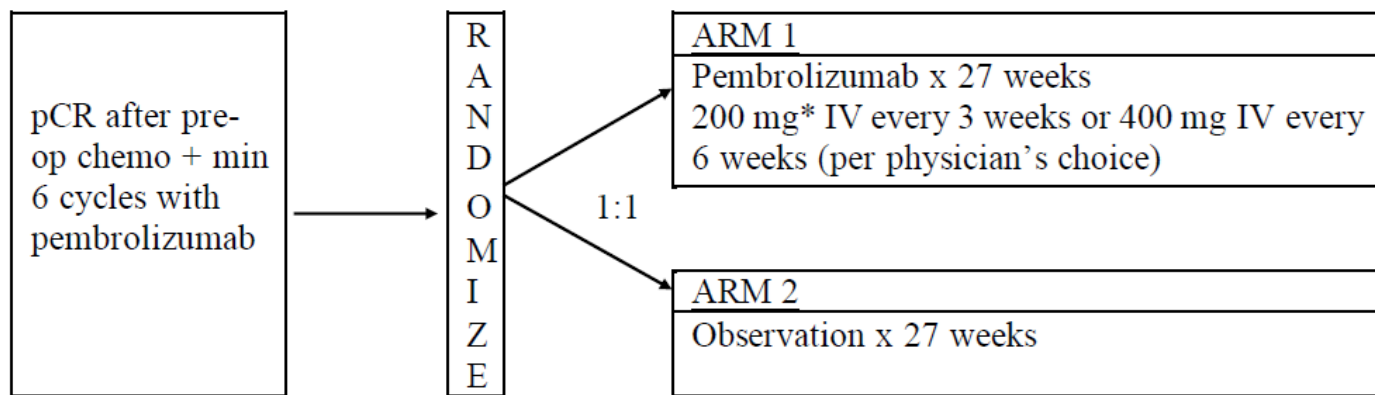 pCR after pre-
op chemo + min
6 cycles with
pembrolizumab
R
A
N
D
O
M
I
Z
E
1:1
ARM 1
Pembrolizumab x 27 weeks
200 mg* IV every 3 weeks or 400 mg IV every
6 weeks (per physician’s choice)
ARM 2
Observation x 27 weeks